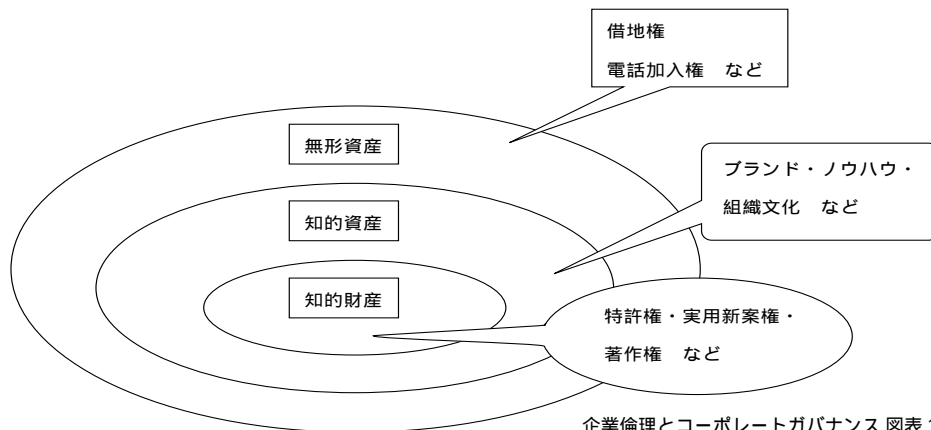 借地権
電話加入権　など
無形資産
ブランド・ノウハウ・
組織文化　など
知的資産
知的財産
特許権・実用新案権・
著作権　など
企業倫理とコーポレートガバナンス 図表